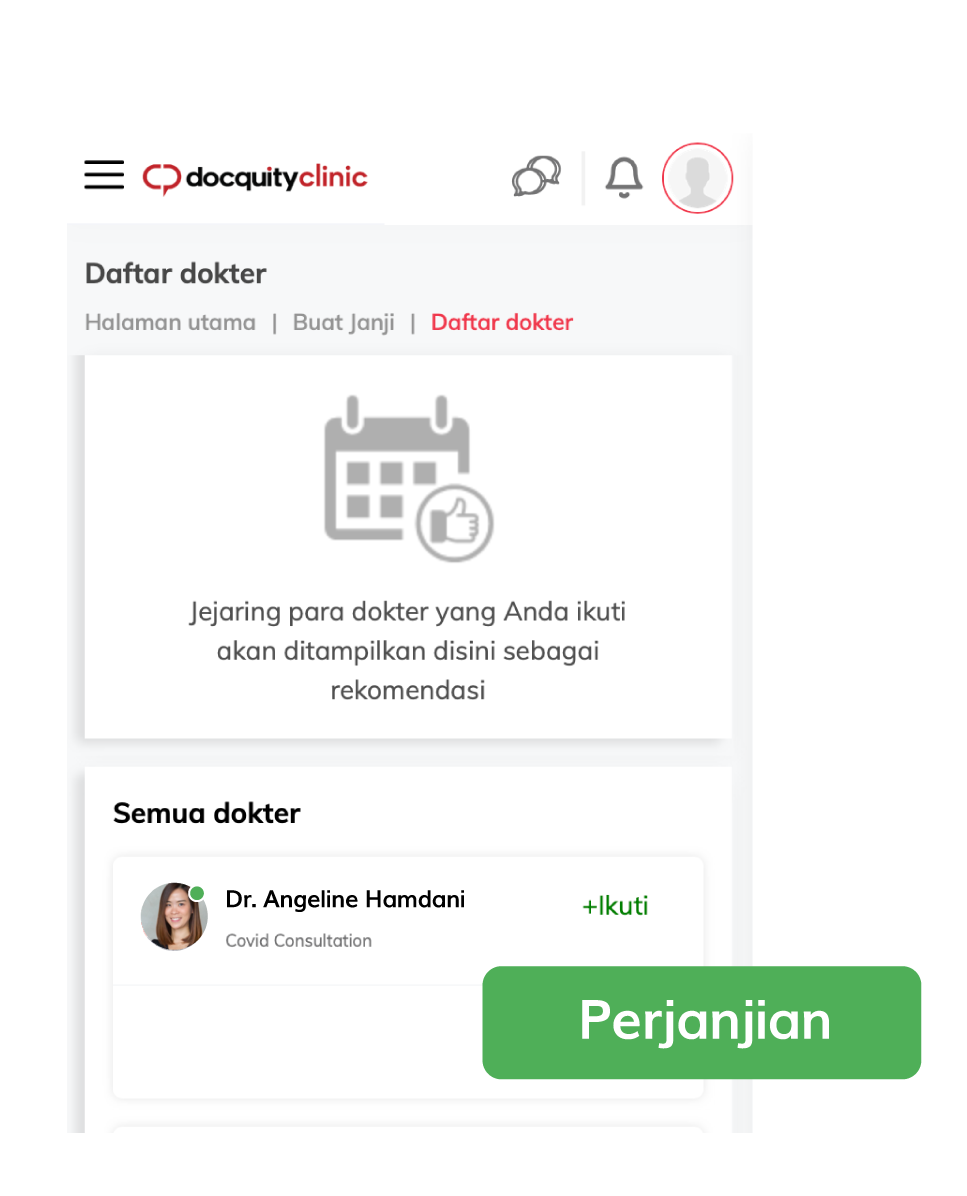 docquityclinic
Daftar dokter
Halaman utama | Buat Janji | Daftar dokter
Jejaring para dokter yang Anda ikuti
akan ditampilkan disini sebagai
rekomendasi
Semua dokter
Dr. Angeline Hamdani
+Ikuti
Covid Consultation
Perjanjian